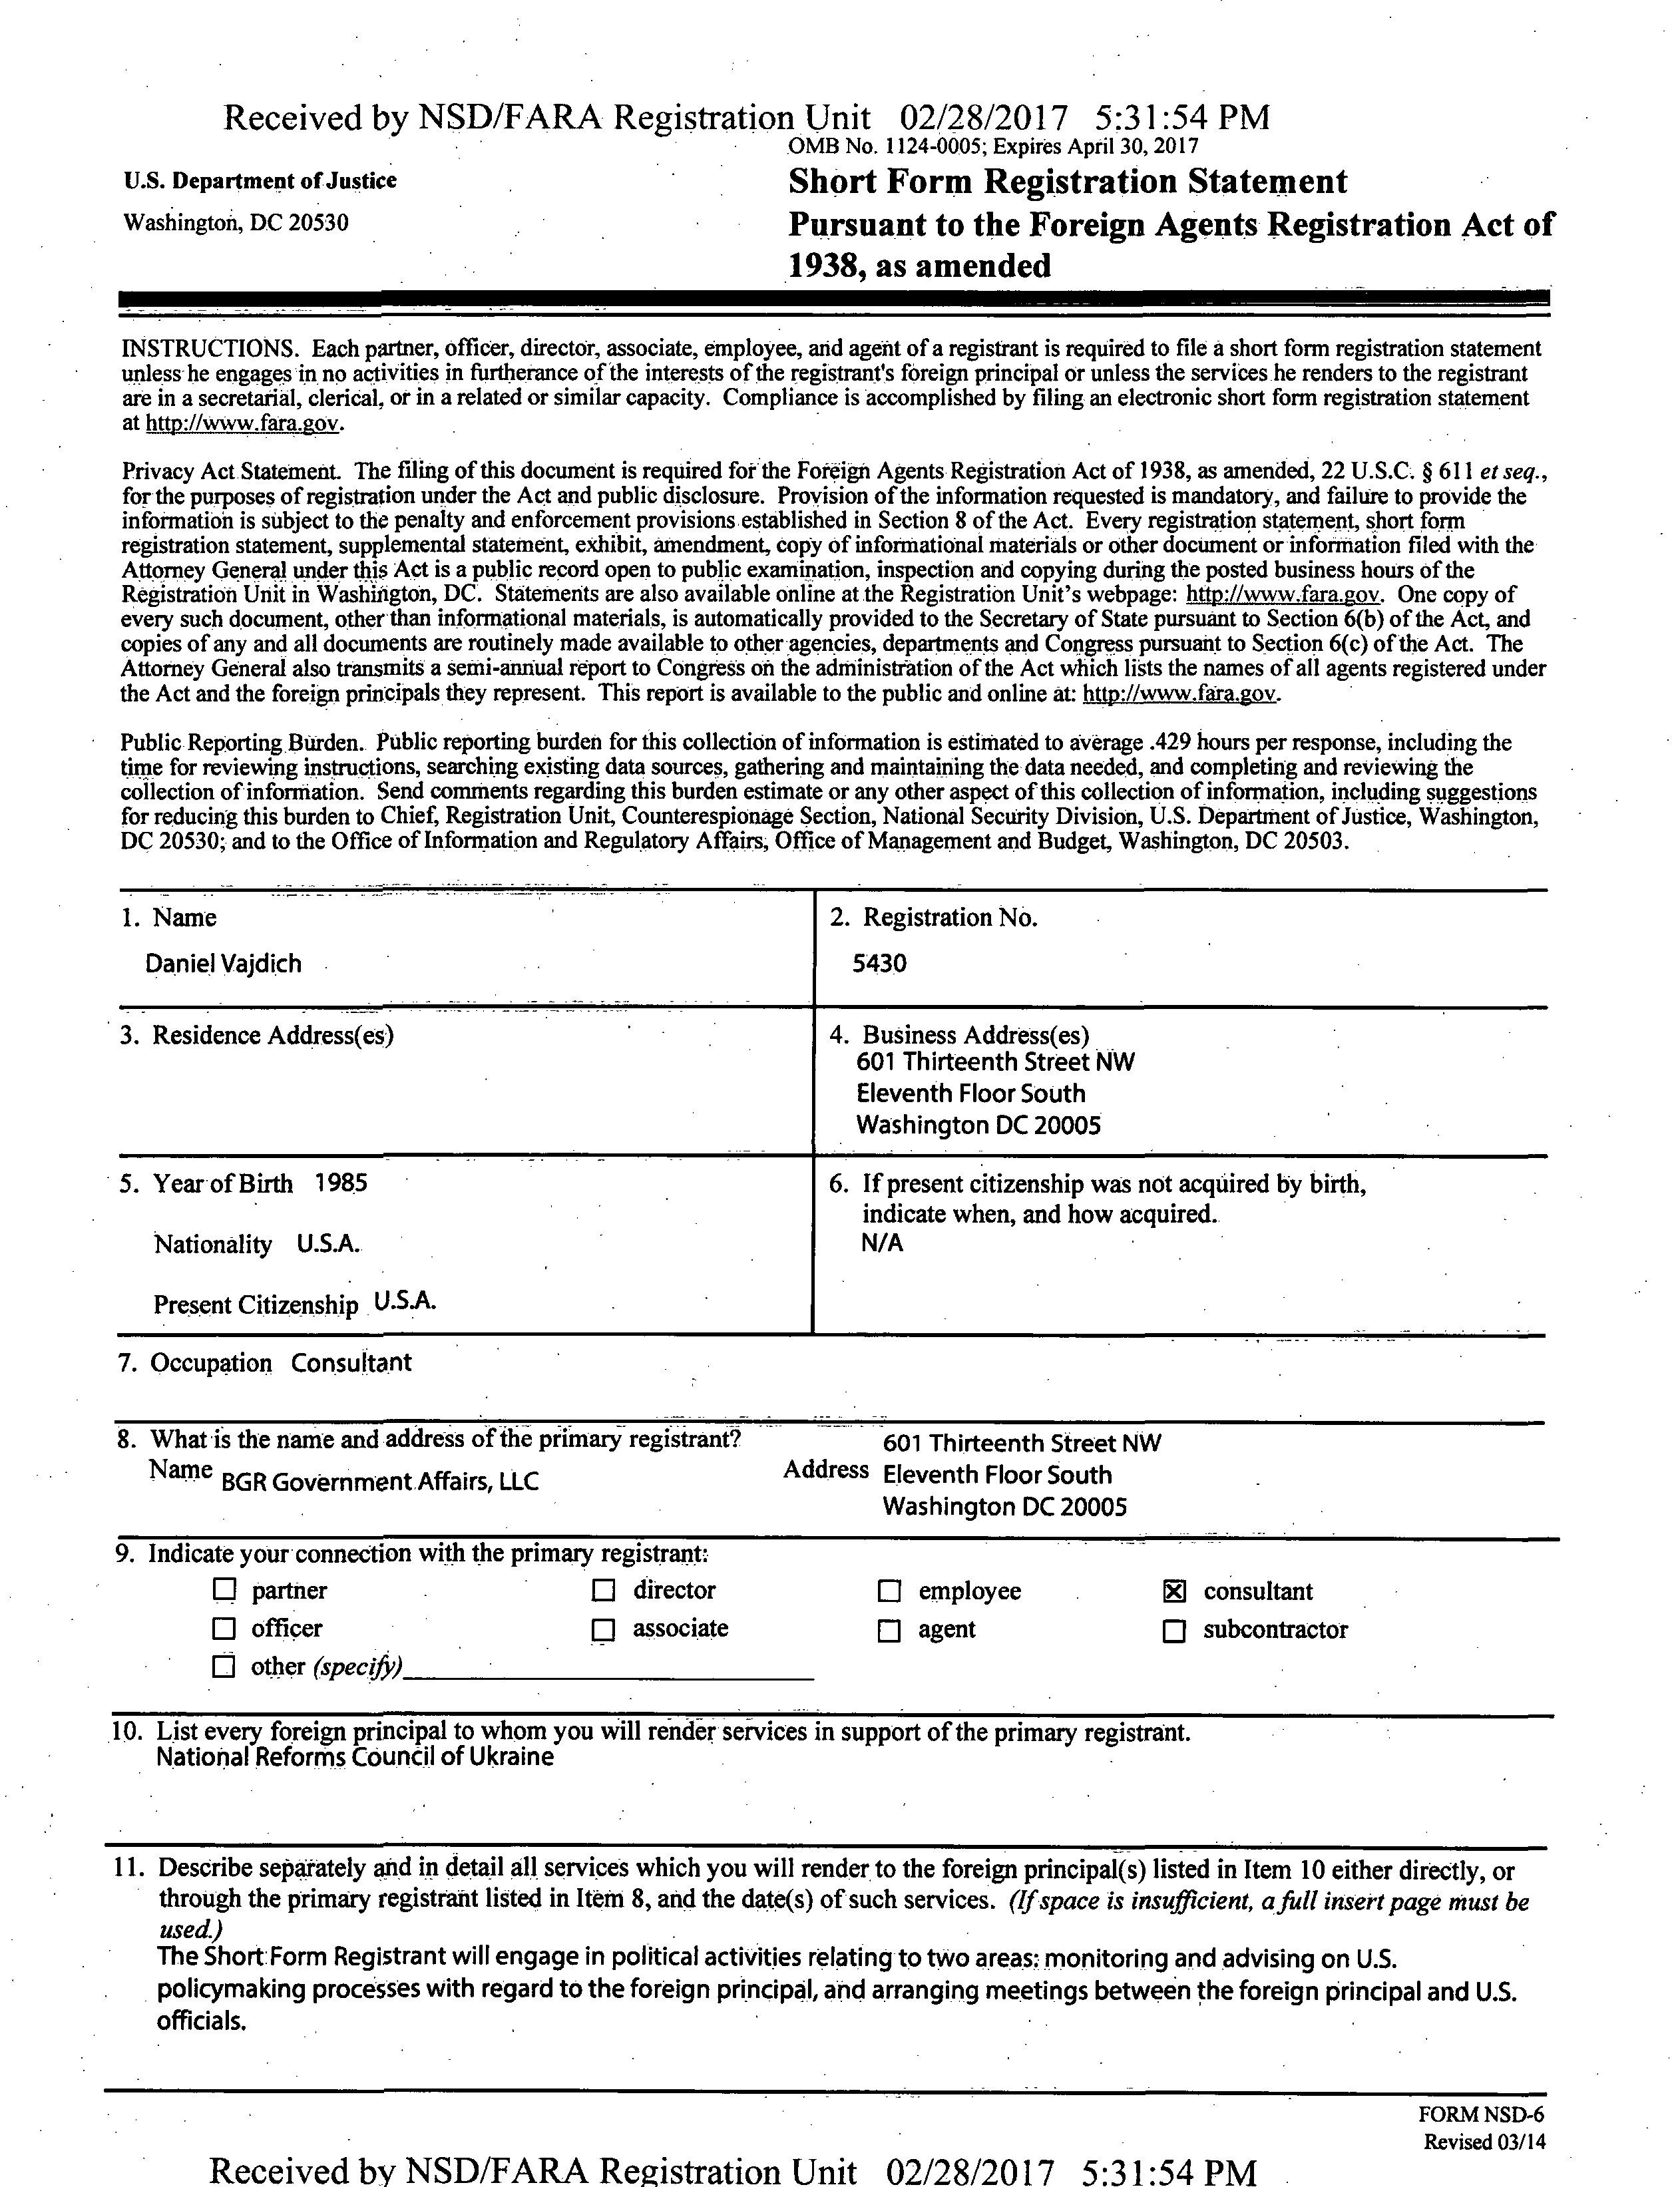 Received by NSD/FARA Registration Unit 02/28/2017 5:31:54 PM
OMB No. 1124-0005; Expires April 30, 2017
U.S. Department of Justice
Washington, DC 20530
Short Form Registration Statement
Pursuant to the Foreign Agents Registration Act of
1938, as amended
INSTRUCTIONS. Each partner, officer, director, associate, employee, and agent of a registrant is required to file a short form registration statement
unless he engages in no activities in furtherance of the interests of the registrant's foreign principal or unless the services he renders to the registrant
are in a secretarial, clerical, or in a related or similar capacity. Compliance is accomplished by filing an electronic short form registration statement
at http://www.fara.gov.
Privacy Act Statement. The filing of this document is required for the Foreign Agents Registration Act of 1938, as amended, 22 U.S.C. § 611 et seq.,
for the purposes of registration under the Act and public disclosure. Provision of the information requested is mandatory, and failure to provide the
information is subject to the penalty and enforcement provisions established in Section 8 of the Act. Every registration statement, short form
registration statement, supplemental statement, exhibit, amendment, copy of informational materials or other document or information filed with the
Attorney General under this Act is a public record open to public examination, inspection and copying during the posted business hours of the
Registration Unit in Washington, DC. Statements are also available online at the Registration Unit's webpage: http://www.fara.gov. One copy of
every such document, other than informational materials, is automatically provided to the Secretary of State pursuant to Section 6(b) of the Act, and
copies of any and all documents are routinely made available to other agencies, departments and Congress pursuant to Section 6(c) of the Act. The
Attorney General also transmits a semi-annual report to Congress on the administration of the Act which lists the names of all agents registered under
the Act and the foreign principals they represent. This report is available to the public and online at: http://www.fara.gov.
Public Reporting Burden. Public reporting burden for this collection of information is estimated to average .429 hours per response, including the
time for reviewing instructions, searching existing data sources, gathering and maintaining the data needed, and completing and reviewing the
collection of information. Send comments regarding this burden estimate or any other aspect of this collection of information, including suggestions
for reducing this burden to Chief, Registration Unit, Counterespionage Section, National Security Division, U.S. Department of Justice, Washington,
DC 20530; and to the Office of Information and Regulatory Affairs, Office of Management and Budget, Washington, DC 20503.
1. Name
Daniel Vajdich
2. Registration No.
5430
3. Residence Address(es)
4. Business Address(es)
601 Thirteenth Street NW
Eleventh Floor South
Washington DC 20005
5. Year of Birth 1985
Nationality U.S.A.
Present Citizenship U.S.A.
6. If present citizenship was not acquired by birth,
indicate when, and how acquired.
N/A
7. Occupation Consultant
8. What is the name and address of the primary registrant?
Name BGR Government Affairs, LLC
Address 601 Thirteenth Street NW
Eleventh Floor South
Washington DC 20005
9. Indicate your connection with the primary registrant:
☐ partner ☐ director ☐ employee ☒ consultant
☐ officer ☐ associate ☐ agent ☐ subcontractor
☐ other (specify)
10. List every foreign principal to whom you will render services in support of the primary registrant.
National Reforms Council of Ukraine
11. Describe separately and in detail all services which you will render to the foreign principal(s) listed in Item 10 either directly, or
through the primary registrant listed in Item 8, and the date(s) of such services. (If space is insufficient, a full insert page must be
used.)
The Short Form Registrant will engage in political activities relating to two areas: monitoring and advising on U.S.
policymaking processes with regard to the foreign principal, and arranging meetings between the foreign principal and U.S.
officials.
FORM NSD-6
Revised 03/14
Received by NSD/FARA Registration Unit 02/28/2017 5:31:54 PM